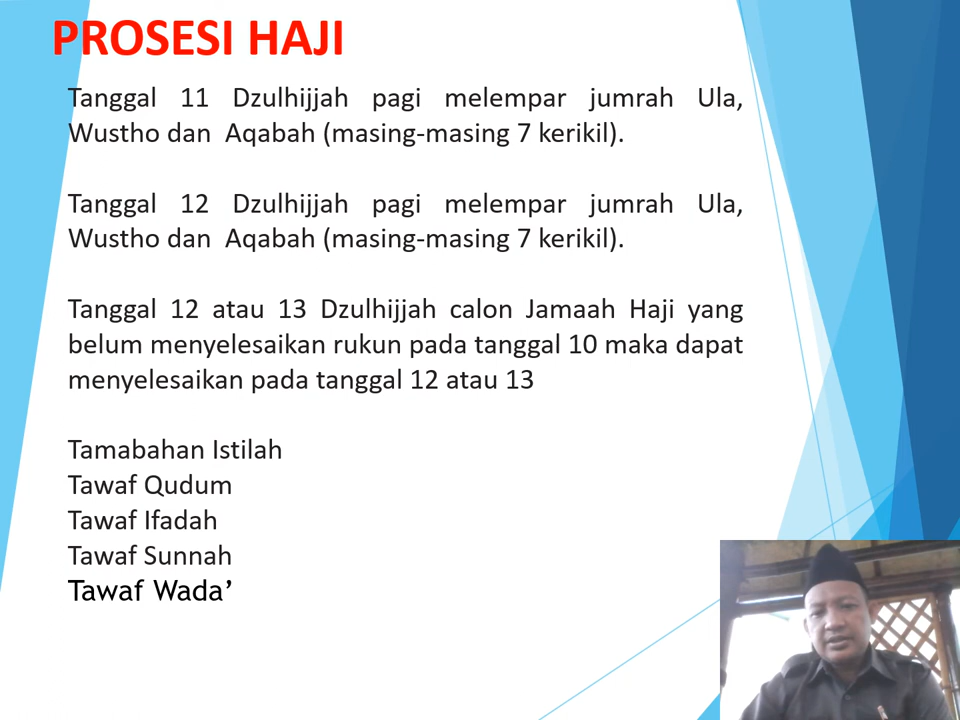 PROSESI HAJI
Tanggal 11 Dzulhijjah pagi melempar jumrah Ula,
Wustho dan Aqabah (masing-masing 7 kerikil).
Tanggal 12 Dzulhijjah pagi melempar jumrah Ula,
Wustho dan Aqabah (masing-masing 7 kerikil).
Tanggal 12 atau 13 Dzulhijjah calon Jamaah Haji yang
belum menyelesaikan rukun pada tanggal 10 maka dapat
menyelesaikan pada tanggal 12 atau 13
Tamabahan Istilah
Tawaf Qudum
Tawaf Ifadah
Tawaf Sunnah
Tawaf Wada’